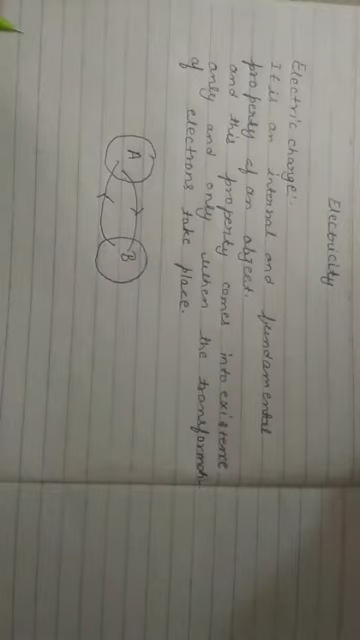 Electricity
Electric charge:
It is an internal and fundamental
property of an object.
and this property comes into existence
only and only when the transformation
of electrons take place.
A
B